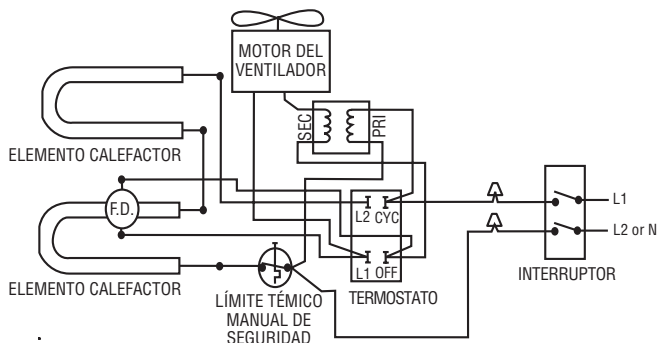 MOTOR DEL
VENTILADOR
SEC
PRI
ELEMENTO CALEFACTOR
F.D.
L2 CYC
L1
L2 or N
L1 OFF
INTERRUPTOR
ELEMENTO CALEFACTOR
LÍMITE TÉMICO
MANUAL DE
SEGURIDAD
TERMOSTATO